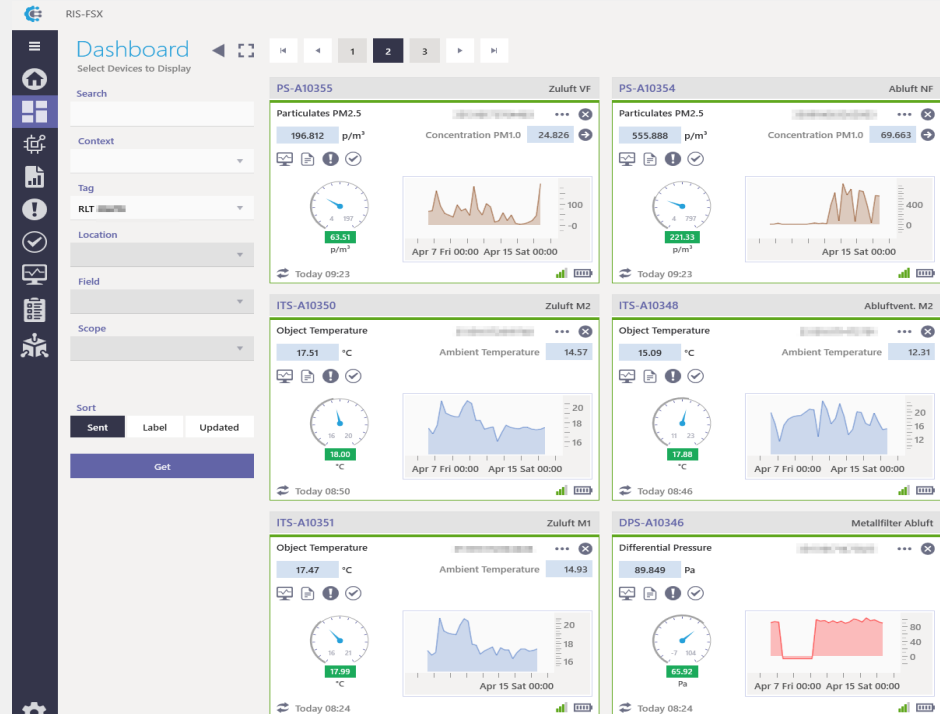 RIS-FSX
Dashboard
Select Devices to Display
Search
Context
Tag
RLT
Location
Field
Scope
Sort
Sent Label Updated
Get
1 2 3
PS-A10355 Zuluft VF
Particulates PM2.5
196.812 p/m³ Concentration PM1.0 24.826
4 197
63.51
p/m³
100
-0
Apr 7 Fri 00:00 Apr 15 Sat 00:00
Today 09:23
PS-A10354 Abluft NF
Particulates PM2.5
555.888 p/m³ Concentration PM1.0 69.663
4 797
221.33
p/m³
400
0
Apr 15 Sat 00:00
Today 09:23
ITS-A10350 Zuluft M2
Object Temperature
17.51 °C Ambient Temperature 14.57
16 20
18.00
°C
20
18
16
Apr 7 Fri 00:00 Apr 15 Sat 00:00
Today 08:50
ITS-A10348 Abluftvent. M2
Object Temperature
15.09 °C Ambient Temperature 12.31
11 23
17.88
°C
20
16
12
Apr 7 Fri 00:00 Apr 15 Sat 00:00
Today 08:46
ITS-A10351 Zuluft M1
Object Temperature
17.47 °C Ambient Temperature 14.93
16 21
17.99
°C
20
18
16
Apr 15 Sat 00:00
Today 08:24
DPS-A10346 Metallfilter Abluft
Differential Pressure
89.849 Pa
-7 104
65.92
Pa
80
40
0
Apr 7 Fri 00:00 Apr 15 Sat 00:00
Today 08:24